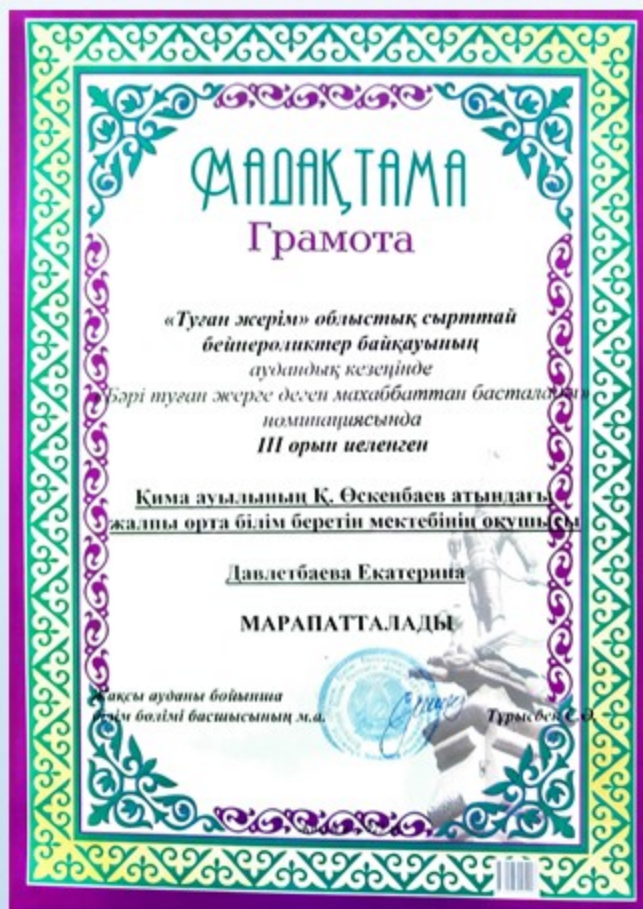 МАДАҚТАМА
Грамота
«Туған жерім» облыстық сырттай
бейнероликтер байқауының
аудандық кезеңінде
«Бәрі туған жерге деген махаббаттан басталады»
номинациясында
III орын иеленген
Қима ауылының Қ. Өскенбаев атындағы
жалпы орта білім беретін мектебінің оқушысы
Давлетбаева Екатерина
МАРАПАТТАЛАДЫ
Жақсы ауданы бойынша
білім бөлімі басшысының м.а.
Тұрысбек С.Ә.